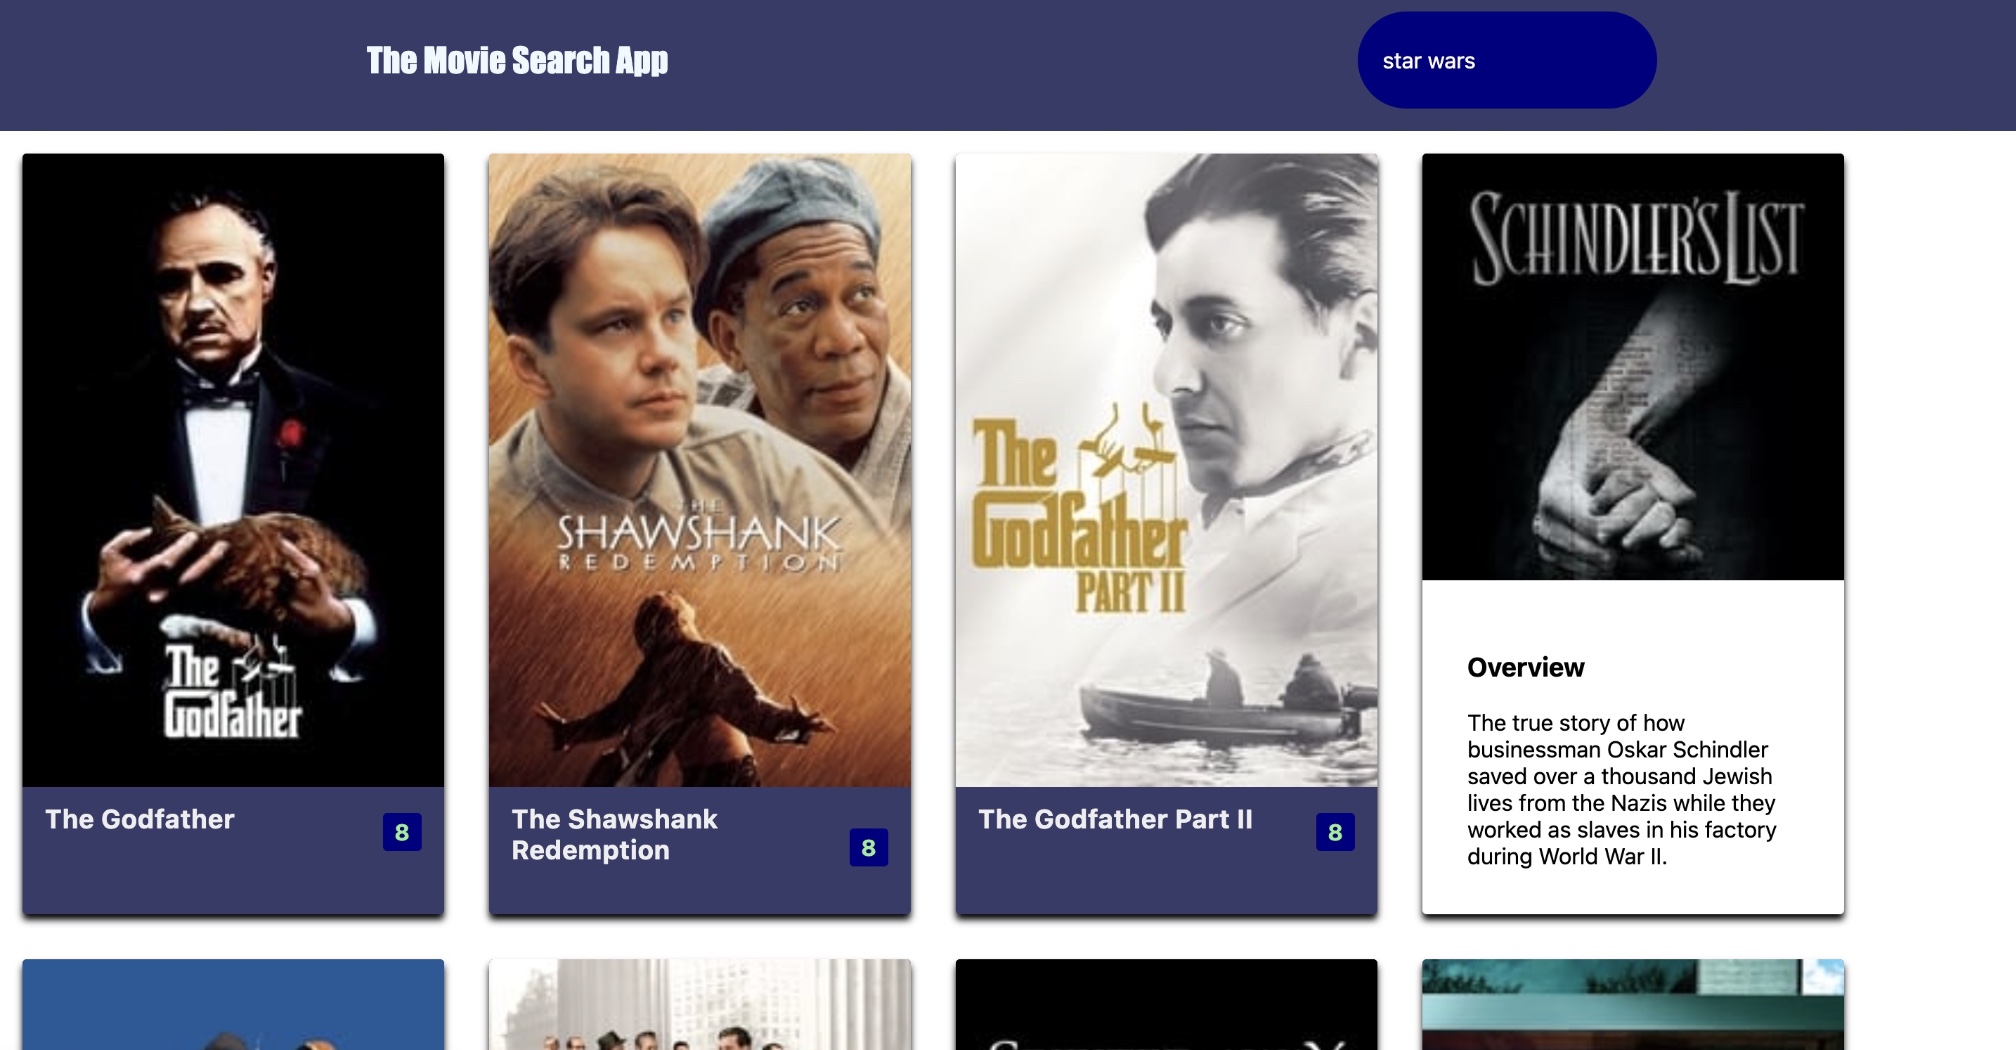 The Movie Search App
star wars
The
Godfather
THE
SHAWSHANK
REDEMPTION
The
Godfather
PART II
SCHINDLER'S LIST
Overview
The true story of how
businessman Oskar Schindler
saved over a thousand Jewish
lives from the Nazis while they
worked as slaves in his factory
during World War II.
The Godfather
8
The Shawshank
Redemption
8
The Godfather Part II
8